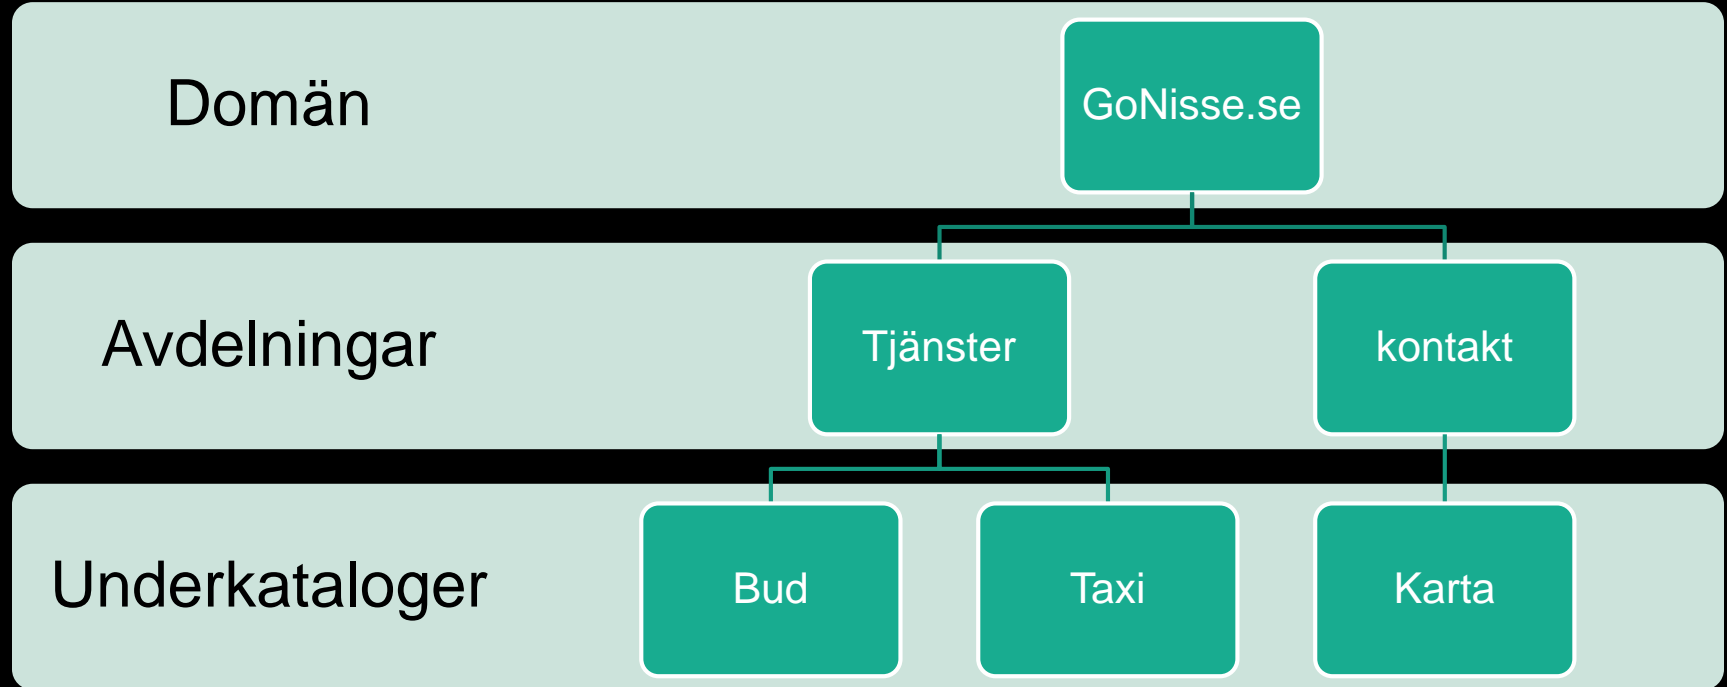 Domän
GoNisse.se
Avdelningar
Tjänster
kontakt
Underkataloger
Bud
Taxi
Karta